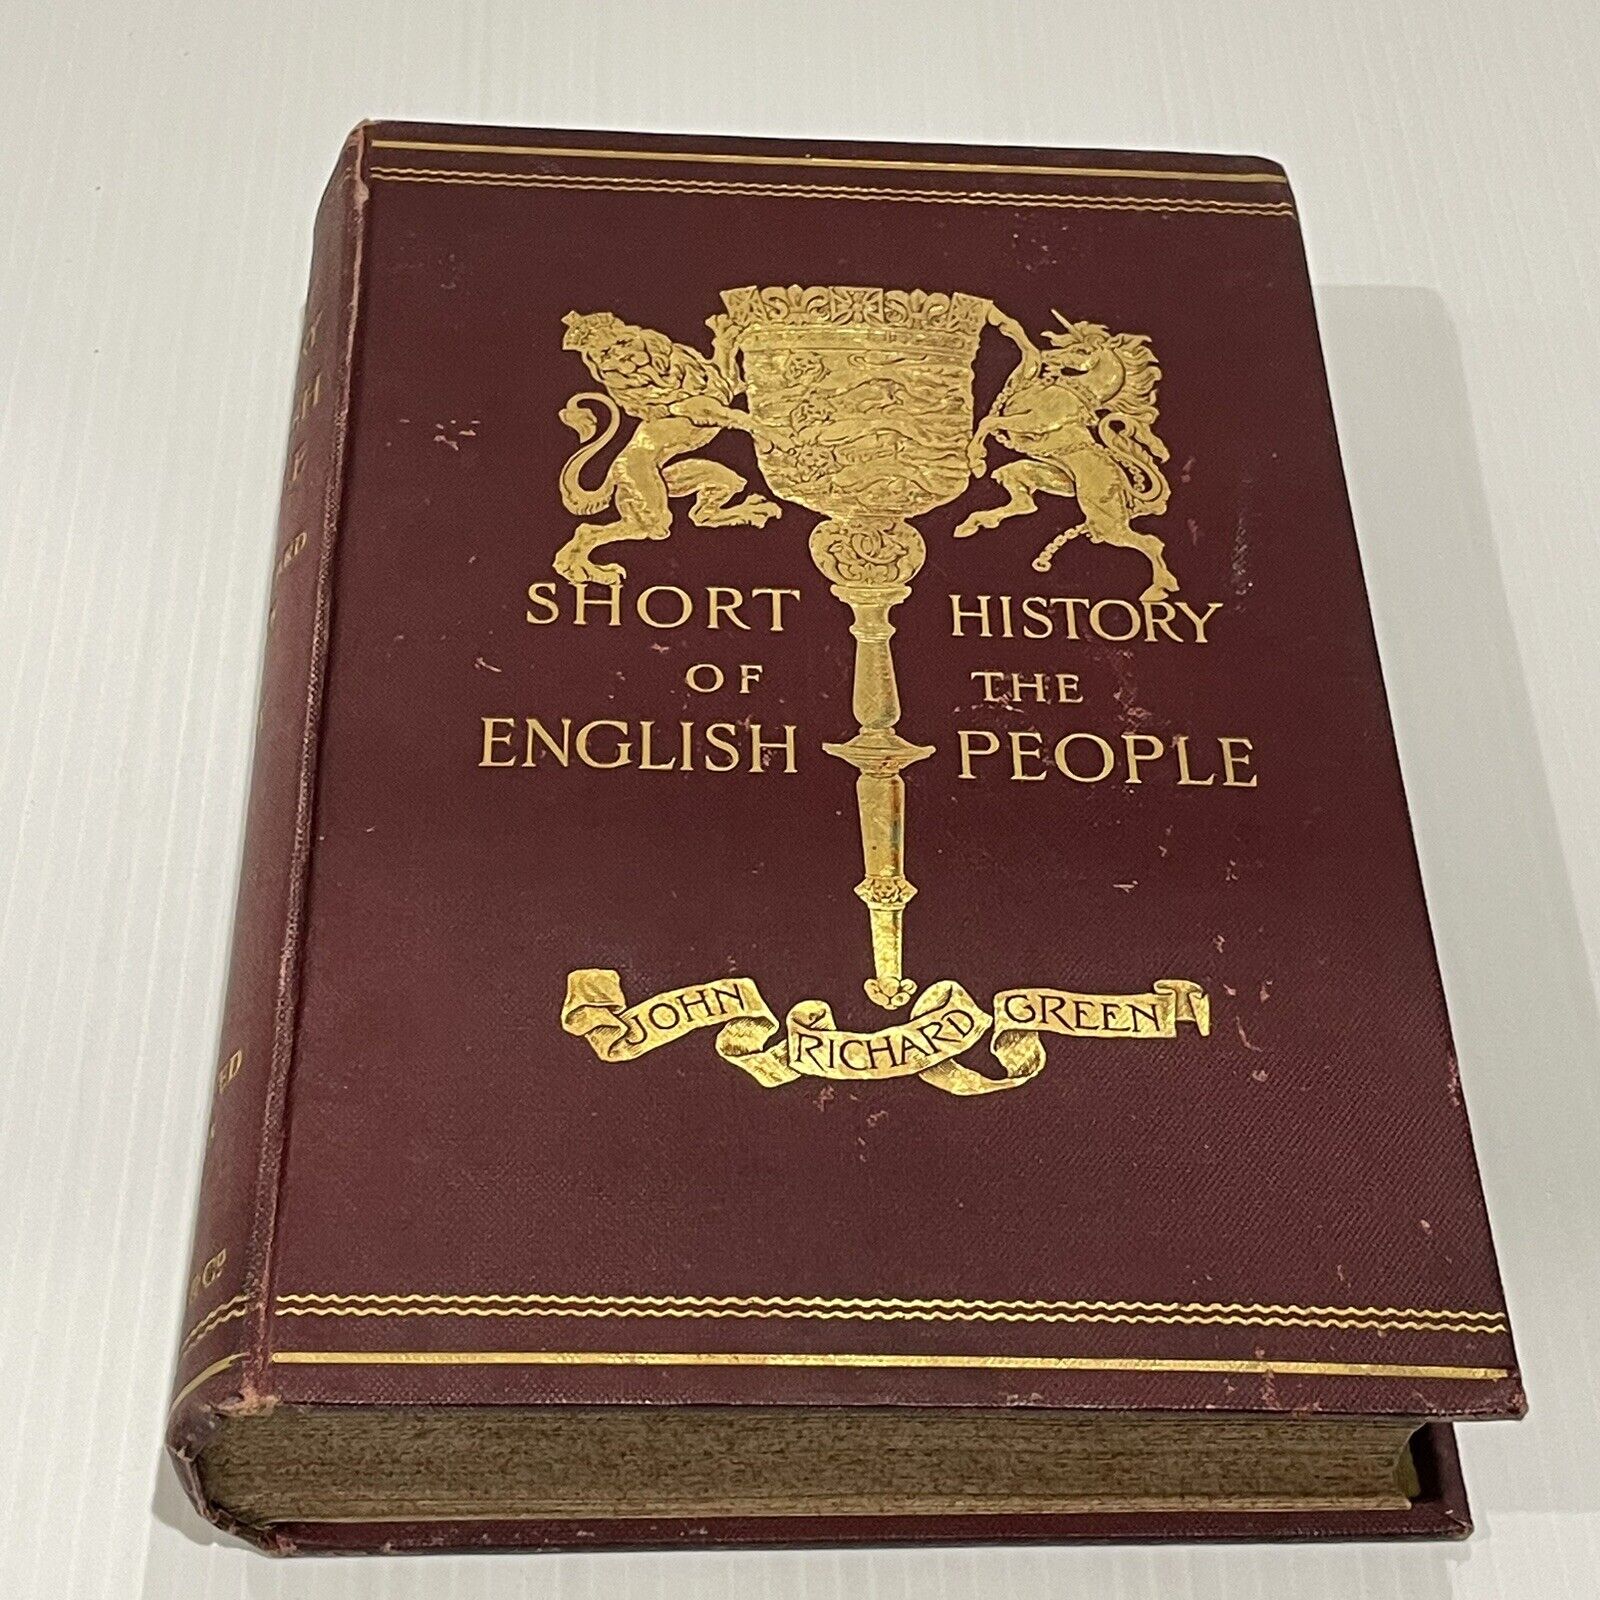 SHORT HISTORY
OF THE
ENGLISH PEOPLE
JOHN RICHARD GREEN